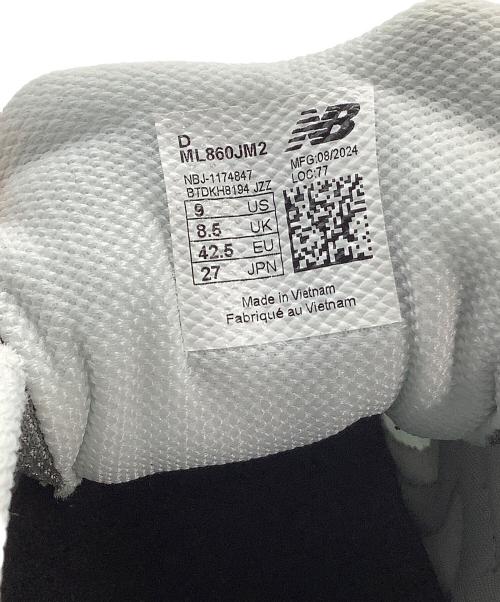 D
ML860JM2
NB
MFG:08/2024
LOC:77
NBJ-1174847
BTDKH8194 JZZ
9 US
8.5 UK
42.5 EU
27 JPN
Made in Vietnam
Fabriqué au Vietnam